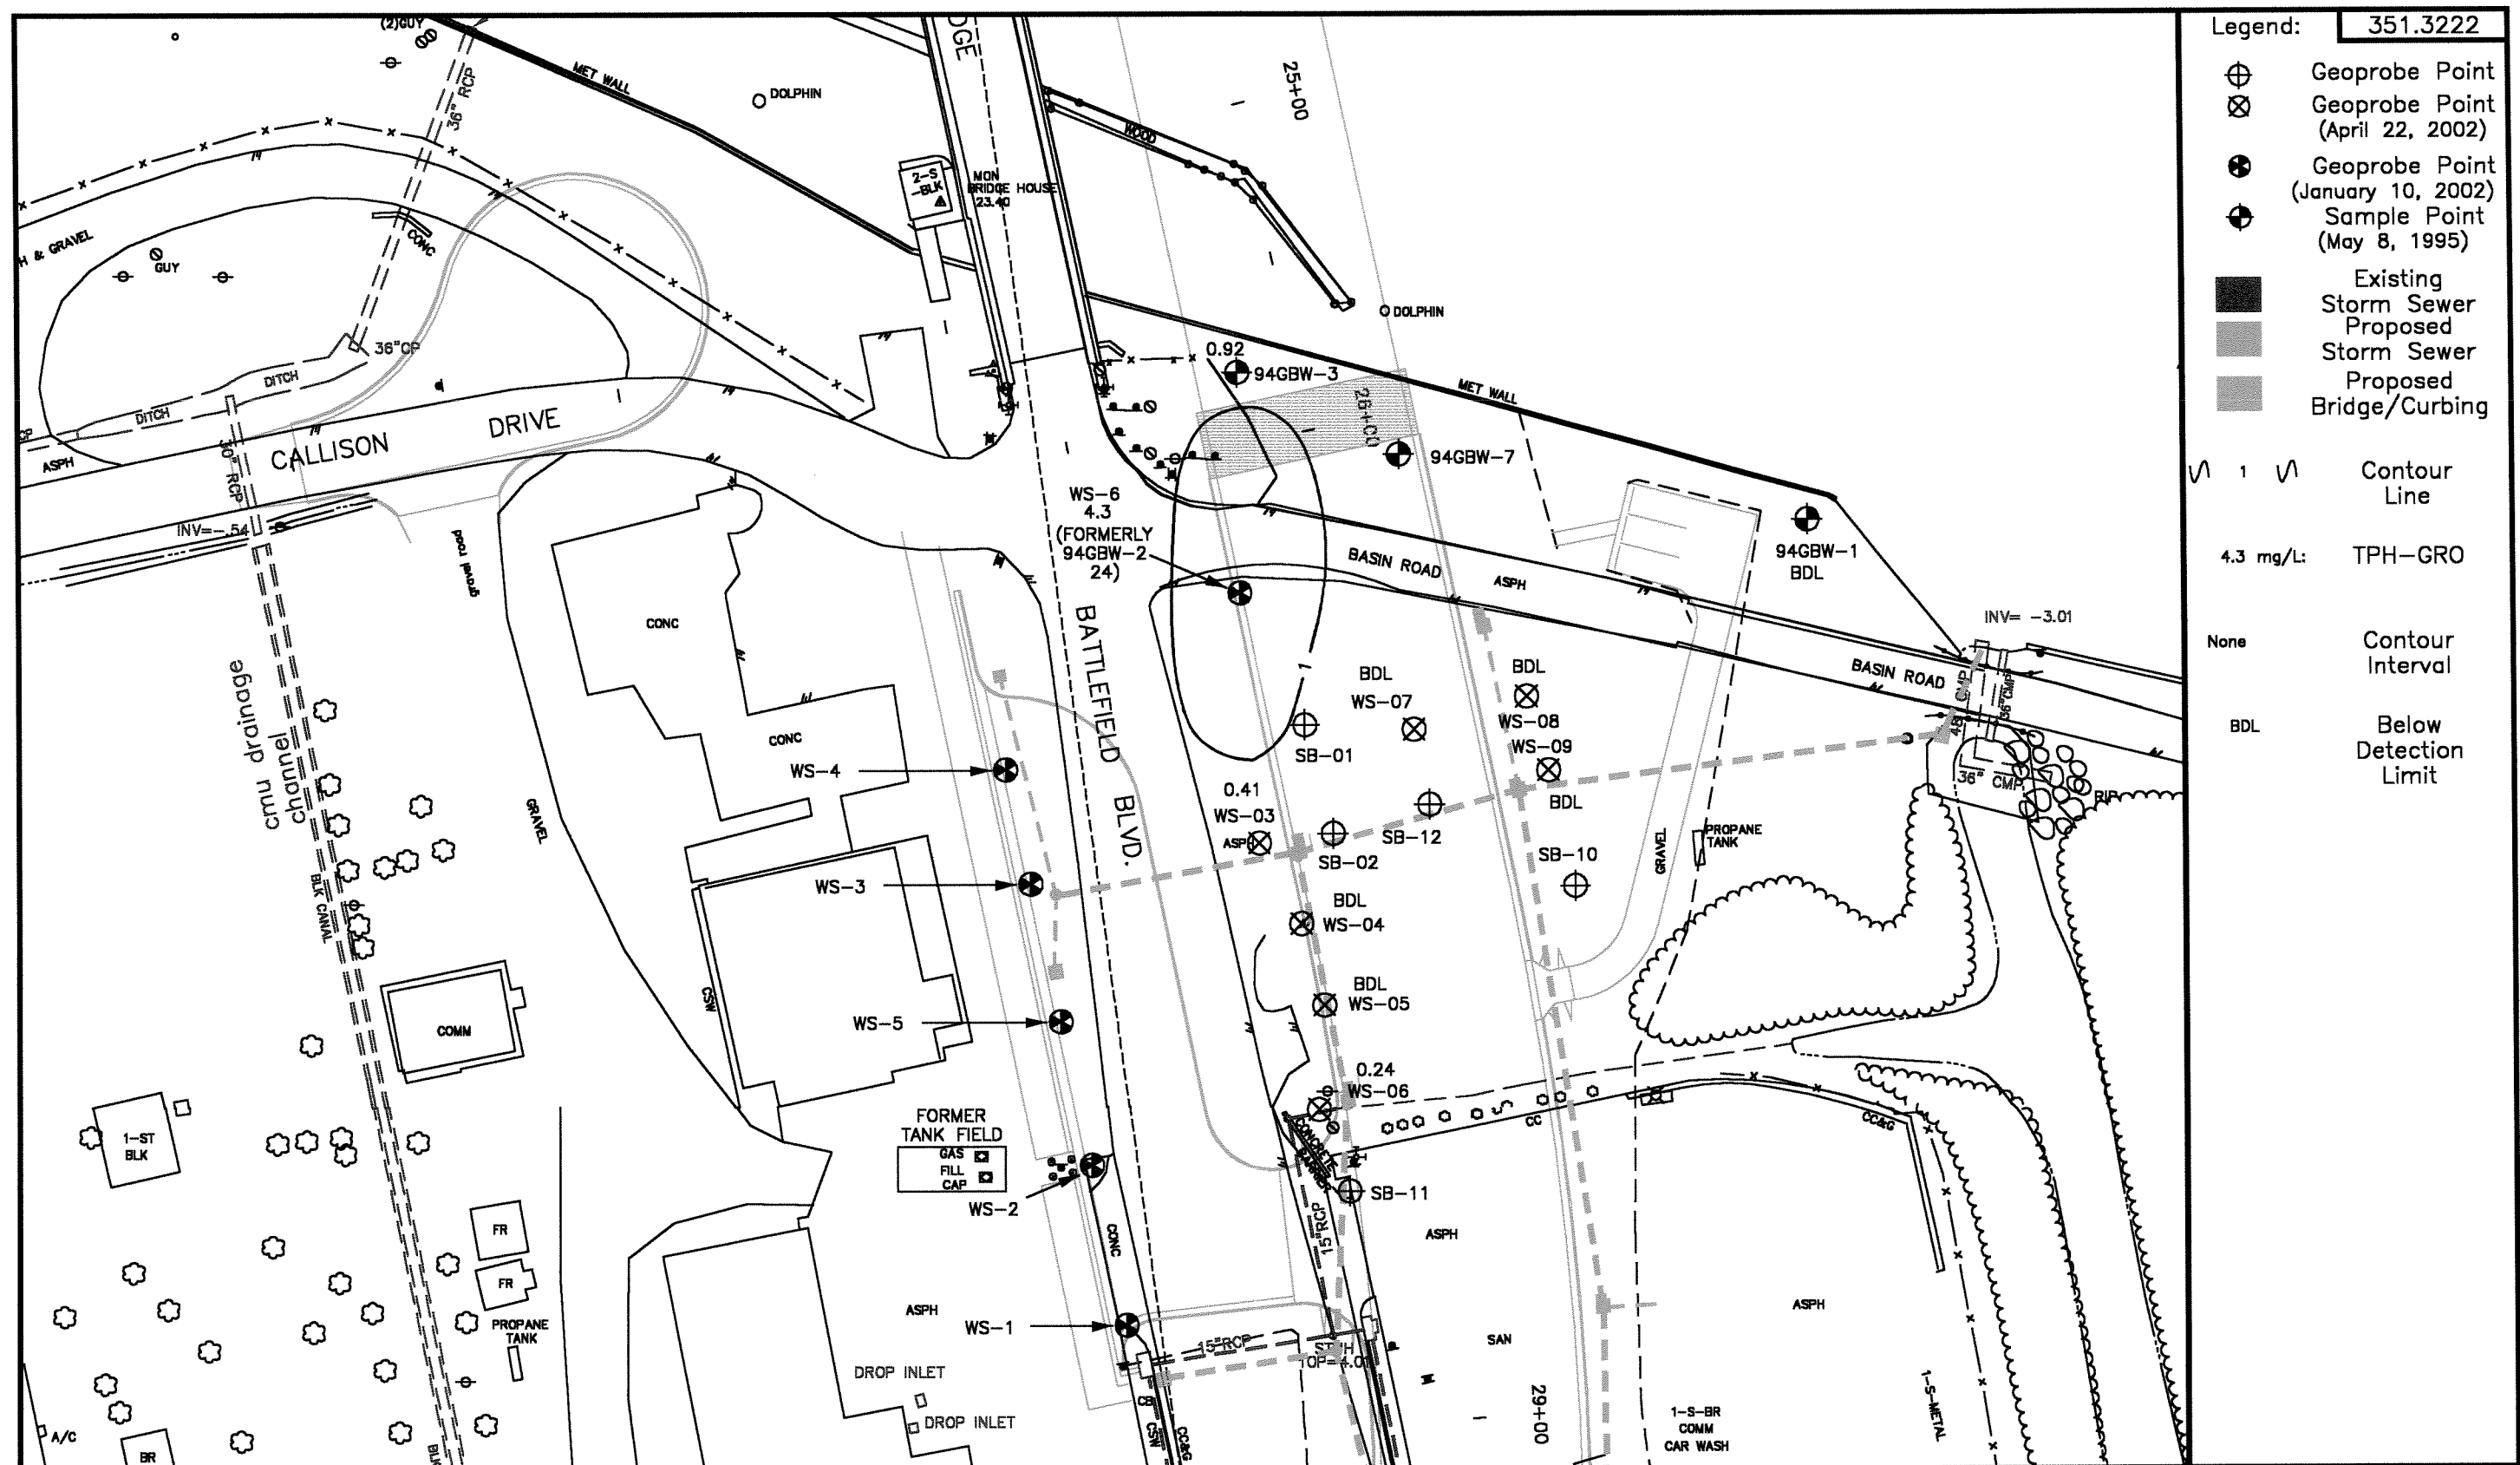 Legend:
351.3222
Geoprobe Point
Geoprobe Point
(April 22, 2002)
Geoprobe Point
(January 10, 2002)
Sample Point
(May 8, 1995)
Existing
Storm Sewer
Proposed
Storm Sewer
Proposed
Bridge/Curbing
1
Contour
Line
4.3 mg/L:
TPH-GRO
None
Contour
Interval
BDL
Below
Detection
Limit
(2)GUY
36" RCP
MET WALL
DOLPHIN
25+00
WOOD
2-S
-BLK
MON
BRIDGE HOUSE
23.40
CONC
H & GRAVEL
GUY
36"CP
DITCH
DITCH
DOLPHIN
0.92
94GBW-3
MET WALL
26+00
94GBW-7
CALLISON DRIVE
ASPH
30" RCP
INV=-.54
gravel road
WS-6
4.3
(FORMERLY
94GBW-2
24)
BASIN ROAD
ASPH
94GBW-1
BDL
INV= -3.01
BASIN ROAD
CMP
36"CMP
48"
36" CMP
RIP
CONC
CONC
BATTLEFIELD BLVD.
1
BDL
WS-07
BDL
WS-08
WS-09
BDL
SB-01
0.41
WS-03
ASPH
SB-02
SB-12
SB-10
GRAVEL
PROPANE
TANK
cmu drainage
channel
BLK CANAL
GRAVEL
WS-4
WS-3
BDL
WS-04
BDL
WS-05
CSW
COMM
WS-5
0.24
WS-06
CONCRETE
BARRIER
CC
CC&G
FORMER
TANK FIELD
GAS
FILL
CAP
WS-2
1-ST
BLK
SB-11
15"RCP
ASPH
CONC
FR
FR
PROPANE
TANK
ASPH
WS-1
15"RCP
TOP=4.01
SAN
ASPH
DROP INLET
DROP INLET
CB
CSW
CC&G
29+00
1-S-BR
COMM
CAR WASH
1-S-METAL
A/C
BR